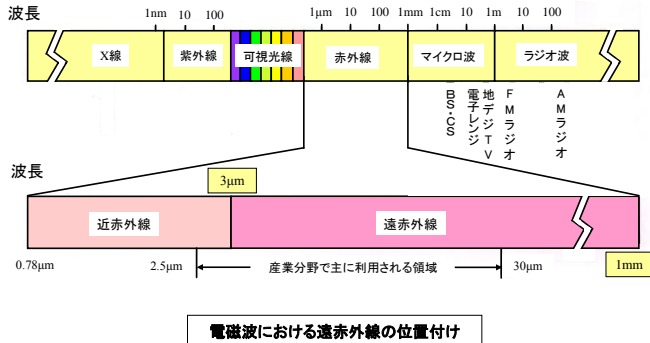 波長
1nm 10 100 1μm 10 100 1mm 1cm 10 1m 10 100
X線 紫外線 可視光線 赤外線 マイクロ波 ラジオ波
BS・CS
電子レンジ
地デジTV
FMラジオ
AMラジオ
波長
3μm
近赤外線 遠赤外線
0.78μm 2.5μm 産業分野で主に利用される領域 30μm 1mm
電磁波における遠赤外線の位置付け